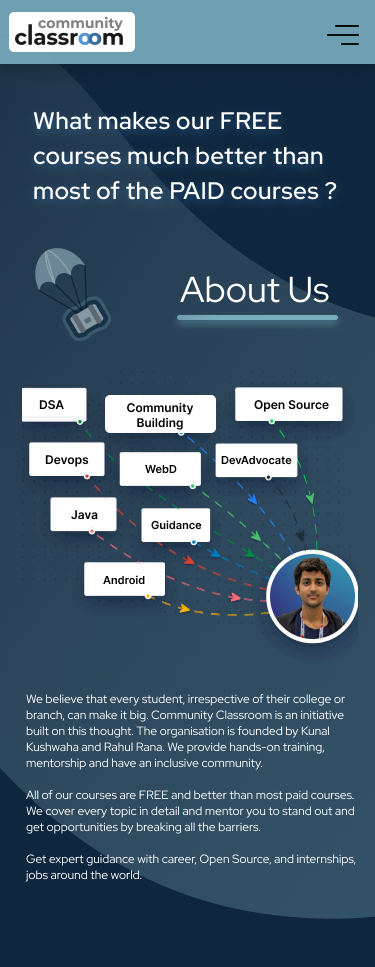 community
classroom
What makes our FREE
courses much better than
most of the PAID courses ?
About Us
DSA
Community
Building
Open Source
Devops
WebD
DevAdvocate
Java
Guidance
Android
We believe that every student, irrespective of their college or
branch, can make it big. Community Classroom is an initiative
built on this thought. The organisation is founded by Kunal
Kushwaha and Rahul Rana. We provide hands-on training,
mentorship and have an inclusive community.
All of our courses are FREE and better than most paid courses.
We cover every topic in detail and mentor you to stand out and
get opportunities by breaking all the barriers.
Get expert guidance with career, Open Source, and internships,
jobs around the world.